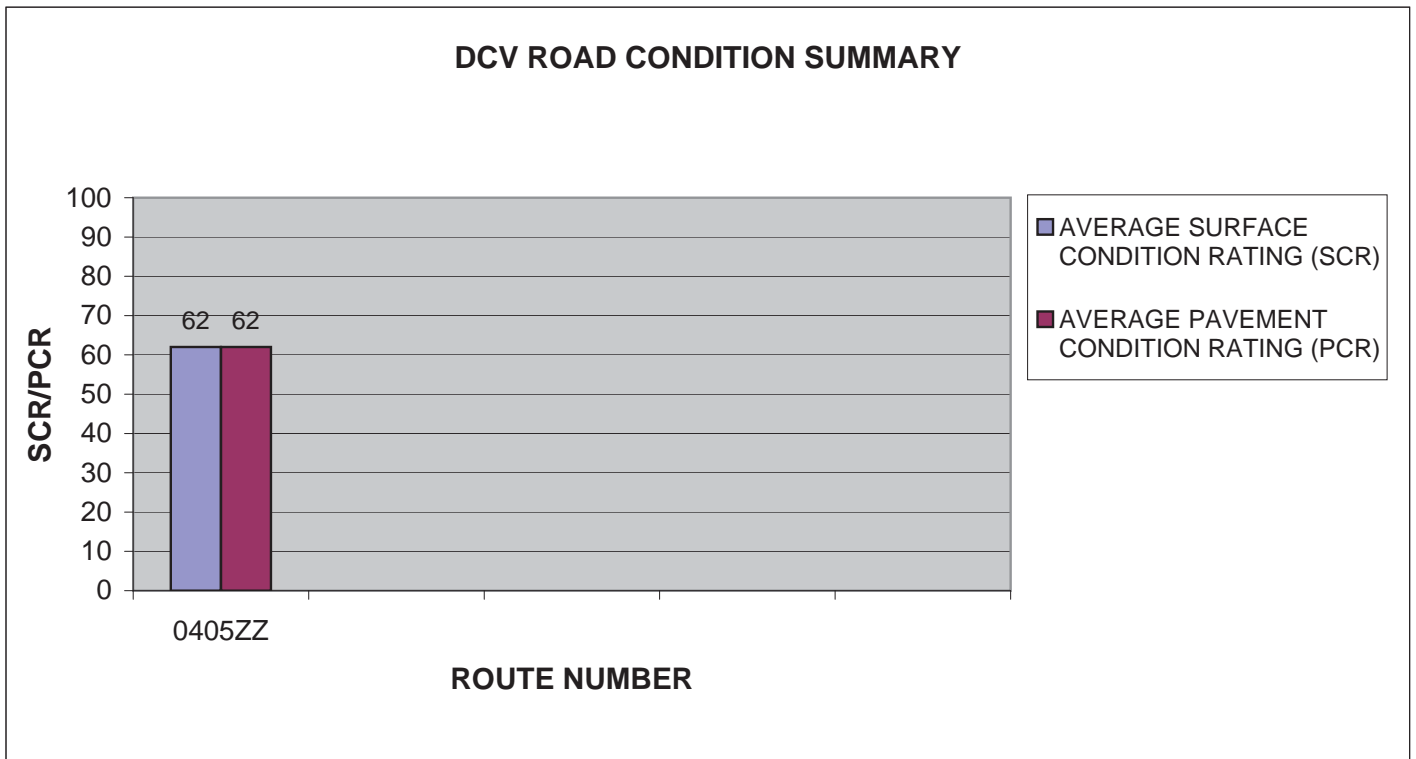 DCV ROAD CONDITION SUMMARY
100
90
80
70
60
50
40
30
20
10
0
SCR/PCR
62 62
0405ZZ
ROUTE NUMBER
AVERAGE SURFACE
CONDITION RATING (SCR)
AVERAGE PAVEMENT
CONDITION RATING (PCR)